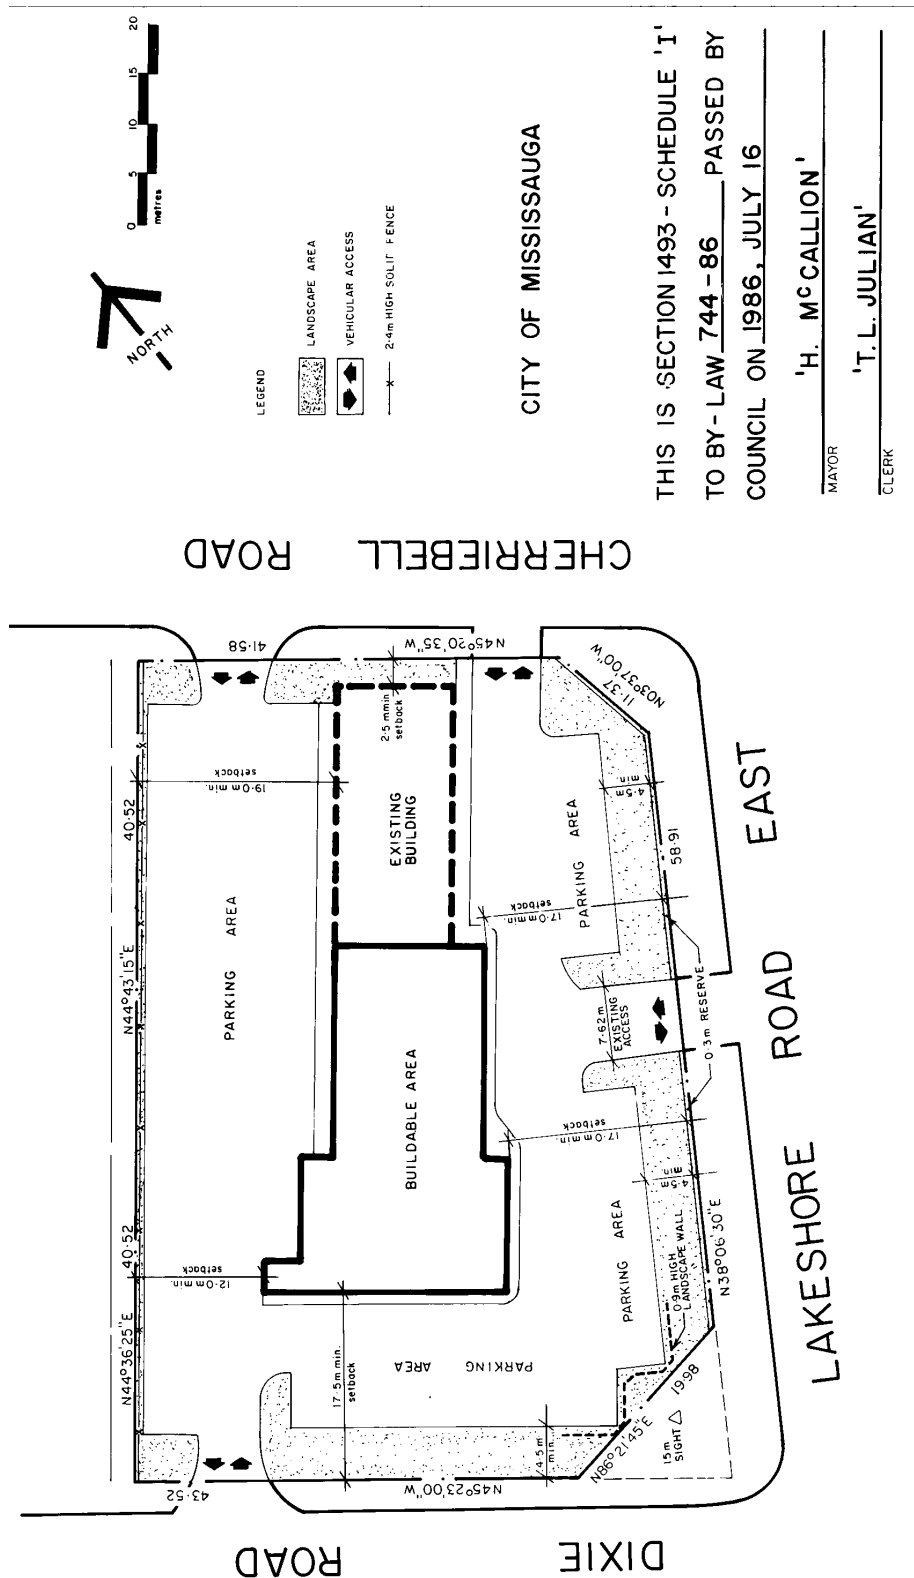 0 5 10 15 20
metres
NORTH
LEGEND
LANDSCAPE AREA
VEHICULAR ACCESS
2·4m HIGH SOLID FENCE
CITY OF MISSISSAUGA
THIS IS SECTION 1493 - SCHEDULE 'I'
TO BY-LAW 744-86 PASSED BY
COUNCIL ON 1986, JULY 16
'H. McCALLION'
MAYOR
'T. L. JULIAN'
CLERK
CHERRIEBELL ROAD
41·58
N45°20'35"W
N03°37'00"W
11·37
40·52
N44°43'15"E
40·52
N44°36'25"E
19·0m min.
setback
2·5 mmin
setback
EXISTING
BUILDING
PARKING AREA
PARKING AREA
4·5m
min.
58·91
17·0m min.
setback
BUILDABLE AREA
7·62m
EXISTING
ACCESS
0·3m RESERVE
12·0m min.
setback
17·0m min.
setback
4·5m
min
PARKING AREA
N38°06'30"E
0·9m HIGH
LANDSCAPE WALL
PARKING AREA
17·5m min.
setback
4·5m
min.
19·98
N86°21'45"E
15m
SIGHT △
43·52
N45°23'00"W
LAKESHORE ROAD EAST
DIXIE ROAD